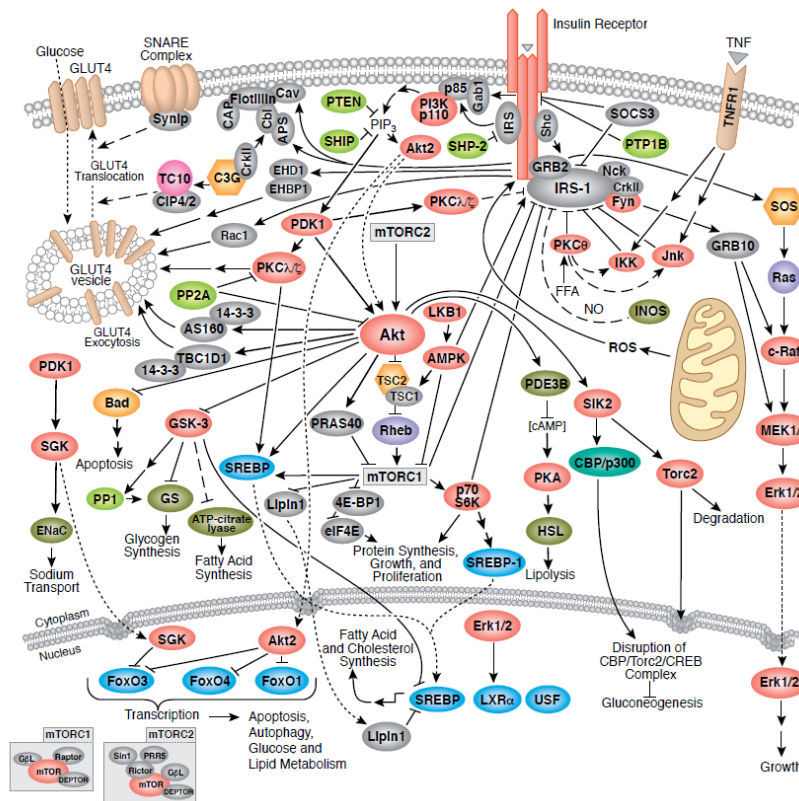 Insulin Receptor
TNF
SNARE
Complex
Glucose
GLUT4
TNFR1
Synip
CAP
Flotillin
Cav
Cbl
APS
CrkII
C3G
TC10
CIP4/2
GLUT4
Translocation
PTEN
SHIP
PIP3
PI3K
p110
p85
Gab1
Akt2
SHP-2
IRS
Shc
SOCS3
PTP1B
GRB2
IRS-1
Nck
CrkII
Fyn
SOS
EHD1
EHBP1
PKCλ/ζ
PDK1
mTORC2
Rac1
PKCθ
IKK
Jnk
GRB10
Ras
FFA
NO
INOS
GLUT4
vesicle
PKCλ/ζ
PP2A
14-3-3
AS160
TBC1D1
14-3-3
GLUT4
Exocytosis
Akt
LKB1
AMPK
TSC2
TSC1
Rheb
PRAS40
ROS
c-Raf
PDK1
Bad
Apoptosis
GSK-3
PDE3B
[cAMP]
SIK2
CBP/p300
Torc2
MEK1/
SGK
SREBP
mTORC1
Lipin1
4E-BP1
eIF4E
p70
S6K
PKA
Degradation
Erk1/2
PP1
GS
ATP-citrate
lyase
Glycogen
Synthesis
Fatty Acid
Synthesis
ENaC
Sodium
Transport
Protein Synthesis,
Growth, and
Proliferation
SREBP-1
HSL
Lipolysis
Cytoplasm
Nucleus
SGK
Akt2
FoxO3
FoxO4
FoxO1
Fatty Acid
and Cholesterol
Synthesis
Erk1/2
SREBP
LXRα
USF
Lipin1
Disruption of
CBP/Torc2/CREB
Complex
Gluconeogenesis
Erk1/2
Growth
Transcription
Apoptosis,
Autophagy,
Glucose and
Lipid Metabolism
mTORC1
GβL
Raptor
mTOR
DEPTOR
mTORC2
Sin1
PRR5
Rictor
GβL
mTOR
DEPTOR